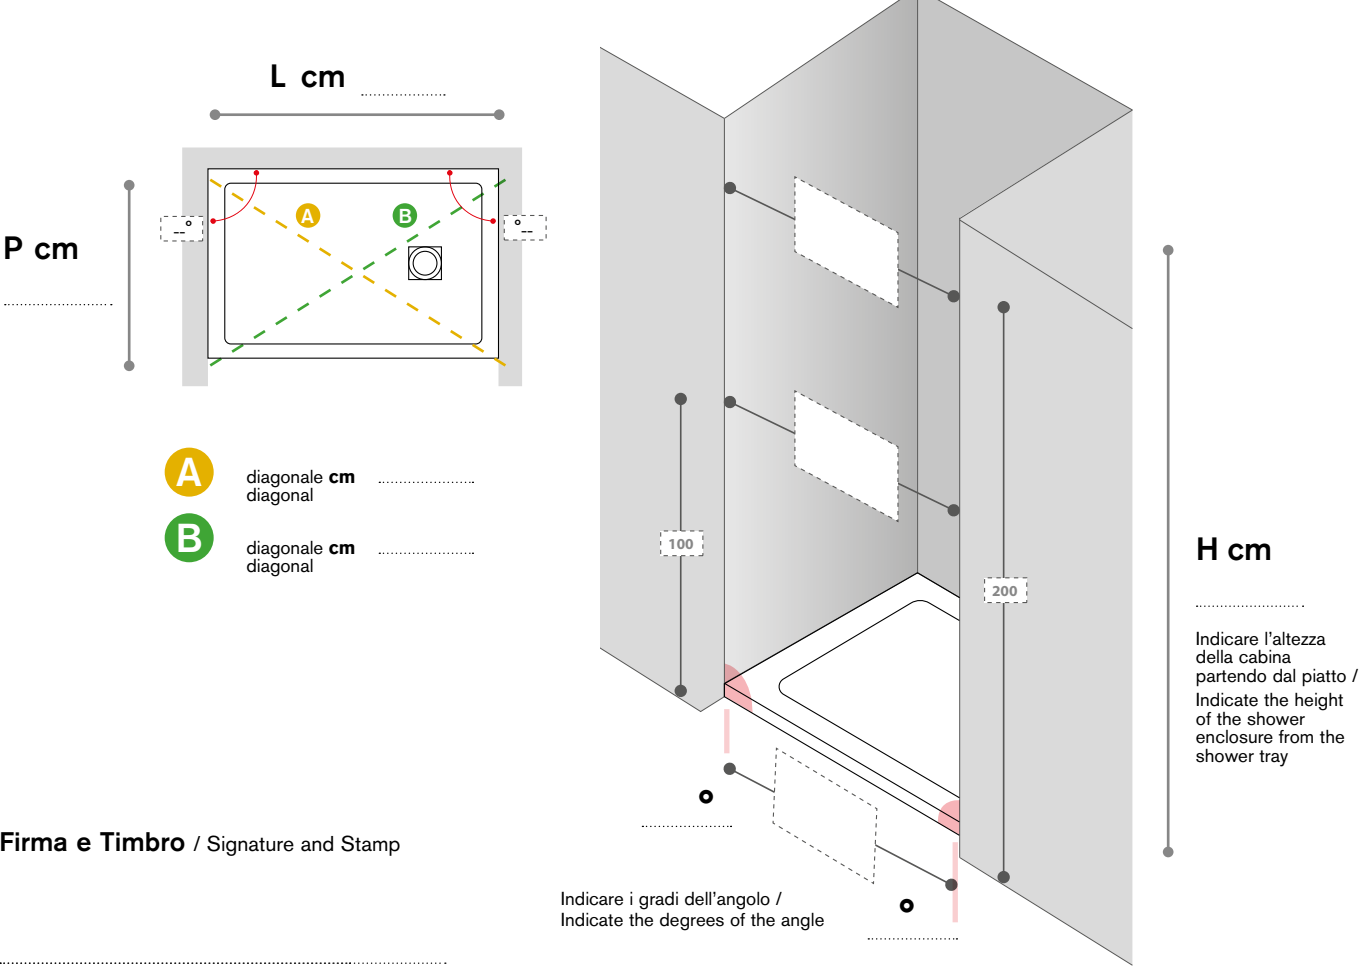 L cm
P cm
A
B
__°
°__
A
diagonale cm
diagonal
B
diagonale cm
diagonal
100
200
H cm
Indicare l'altezza
della cabina
partendo dal piatto /
Indicate the height
of the shower
enclosure from the
shower tray
Firma e Timbro / Signature and Stamp
Indicare i gradi dell'angolo /
Indicate the degrees of the angle